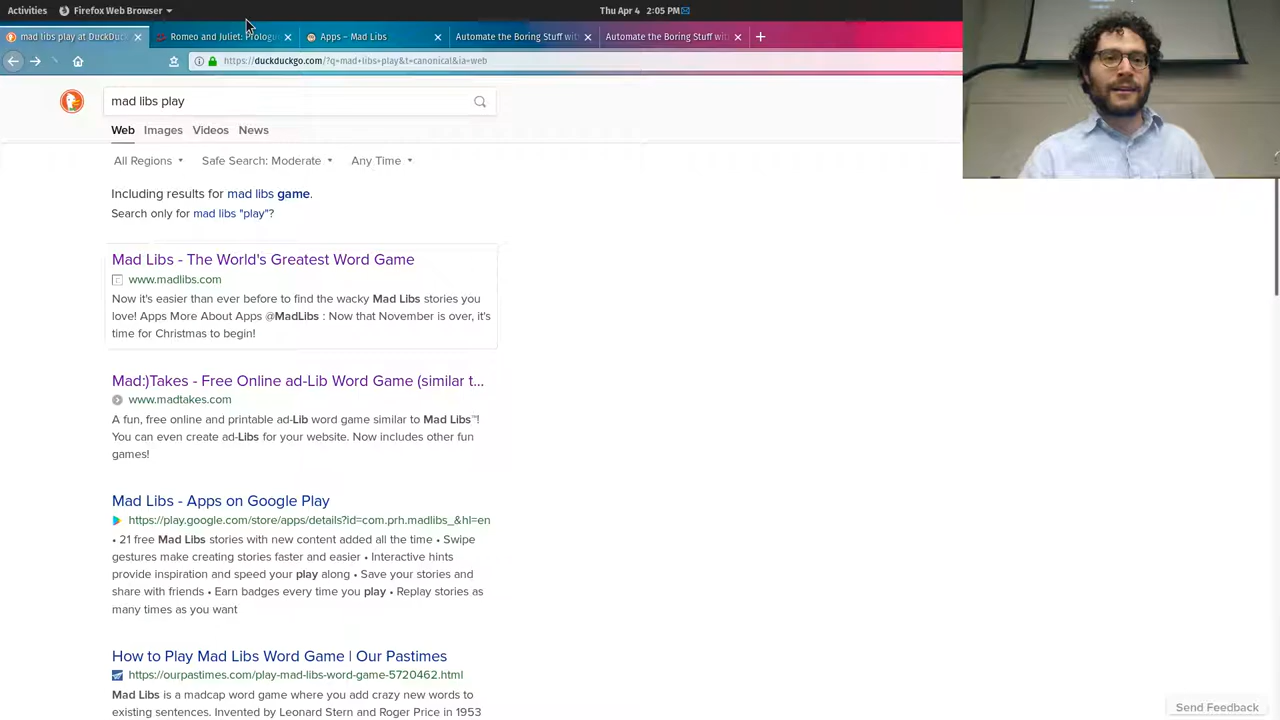 Activities
Firefox Web Browser
Thu Apr 4 2:05 PM
mad libs play at DuckDu
Romeo and Juliet: Prologu
Apps – Mad Libs
Automate the Boring Stuff wit
Automate the Boring Stuff with
https://duckduckgo.com/?q=mad+libs+play&t=canonical&ia=web
mad libs play
Web Images Videos News
All Regions Safe Search: Moderate Any Time
Including results for mad libs game.
Search only for mad libs "play"?
Mad Libs - The World's Greatest Word Game
www.madlibs.com
Now it's easier than ever before to find the wacky Mad Libs stories you
love! Apps More About Apps @MadLibs : Now that November is over, it's
time for Christmas to begin!
Mad:)Takes - Free Online ad-Lib Word Game (similar t...
www.madtakes.com
A fun, free online and printable ad-Lib word game similar to Mad Libs™!
You can even create ad-Libs for your website. Now includes other fun
games!
Mad Libs - Apps on Google Play
https://play.google.com/store/apps/details?id=com.prh.madlibs_&hl=en
• 21 free Mad Libs stories with new content added all the time • Swipe
gestures make creating stories faster and easier • Interactive hints
provide inspiration and speed your play along • Save your stories and
share with friends • Earn badges every time you play • Replay stories as
many times as you want
How to Play Mad Libs Word Game | Our Pastimes
https://ourpastimes.com/play-mad-libs-word-game-5720462.html
Mad Libs is a madcap word game where you add crazy new words to
existing sentences. Invented by Leonard Stern and Roger Price in 1953
Send Feedback